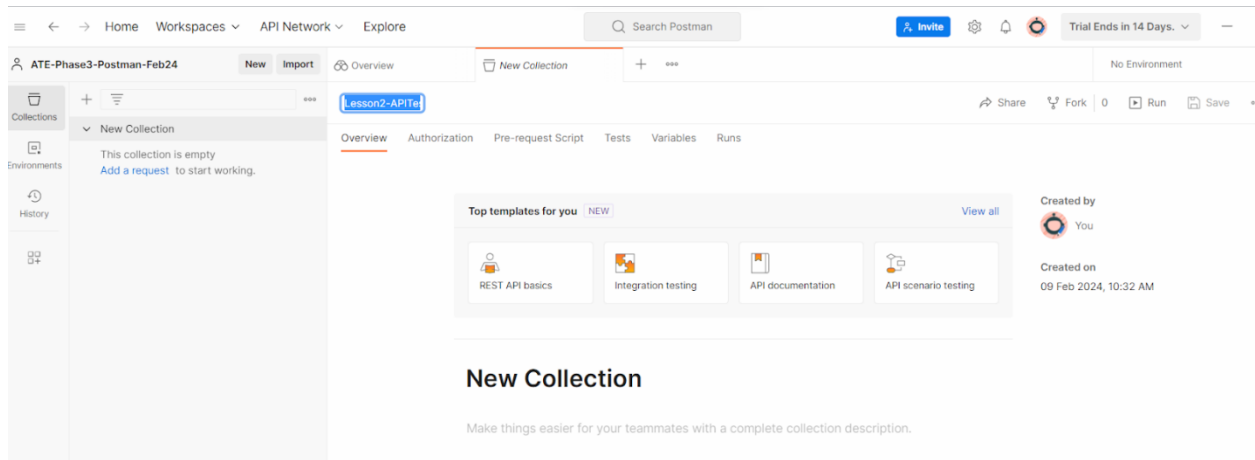 Home Workspaces API Network Explore Search Postman Invite Trial Ends in 14 Days.
ATE-Phase3-Postman-Feb24 New Import Overview New Collection No Environment
Collections
Lesson2-APITes Share Fork 0 Run Save
New Collection
Overview Authorization Pre-request Script Tests Variables Runs
This collection is empty
Add a request to start working.
Environments
History
Top templates for you NEW View all
REST API basics Integration testing API documentation API scenario testing
Created by
You
Created on
09 Feb 2024, 10:32 AM
New Collection
Make things easier for your teammates with a complete collection description.